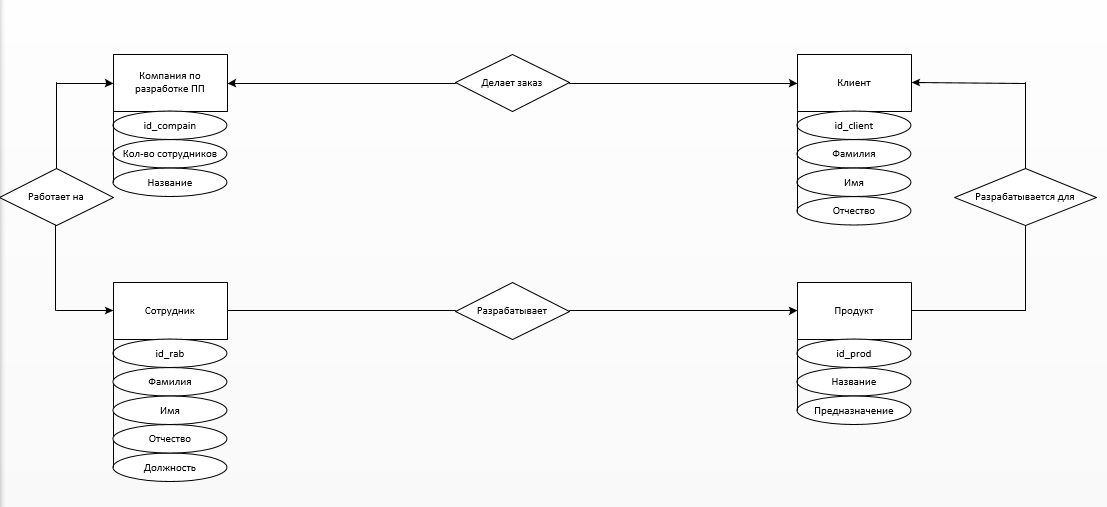 Компания по
разработке ПП
Делает заказ
Клиент
id_compain
Кол-во сотрудников
Название
id_client
Фамилия
Имя
Отчество
Работает на
Разрабатывается для
Сотрудник
Разрабатывает
Продукт
id_rab
Фамилия
Имя
Отчество
Должность
id_prod
Название
Предназначение